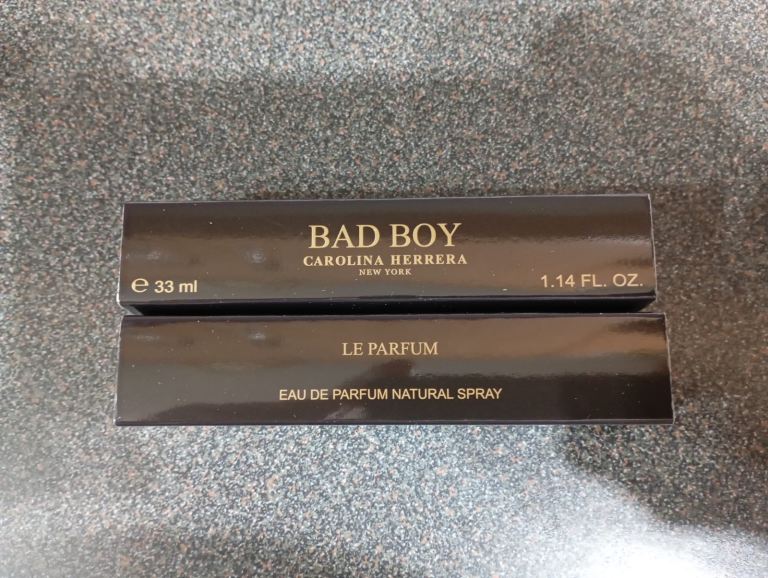 BAD BOY
CAROLINA HERRERA
NEW YORK
℮ 33 ml
1.14 FL. OZ.
LE PARFUM
EAU DE PARFUM NATURAL SPRAY